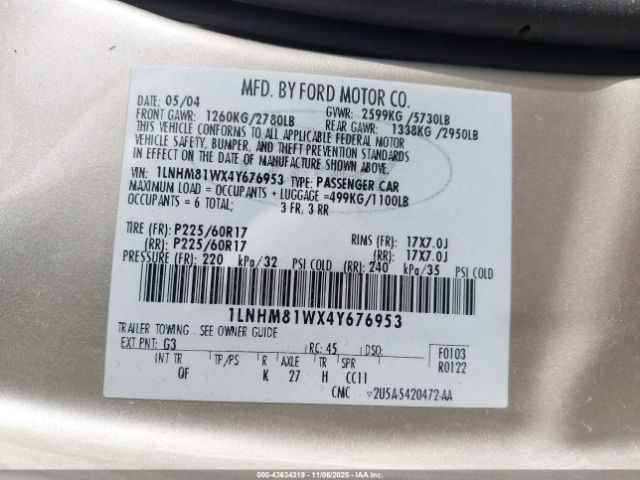 MFD. BY FORD MOTOR CO.
DATE: 05/04 GVWR: 2599KG/5730LB
FRONT GAWR: 1260KG/2780LB REAR GAWR: 1338KG/2950LB
THIS VEHICLE CONFORMS TO ALL APPLICABLE FEDERAL MOTOR
VEHICLE SAFETY, BUMPER, AND THEFT PREVENTION STANDARDS
IN EFFECT ON THE DATE OF MANUFACTURE SHOWN ABOVE.
VIN: 1LNHM81WX4Y676953 TYPE: PASSENGER CAR
MAXIMUM LOAD = OCCUPANTS + LUGGAGE =499KG/1100LB
OCCUPANTS = 6 TOTAL; 3 FR, 3 RR
TIRE (FR): P225/60R17 RIMS (FR): 17X7.0J
(RR): P225/60R17 (RR): 17X7.0J
PRESSURE (FR): 220 kPa/32 PSI COLD (RR): 240 kPa/35 PSI COLD
1LNHM81WX4Y676953
TRAILER TOWING - SEE OWNER GUIDE
EXT PNT: G3 RC: 45 DSO: F0103
INT TR TP/PS R AXLE TR SPR R0122
QF K 27 H CC11
CMC ▽2U5A-5420472-AA
000-43634319 - 11/06/2025 - IAAI.COM